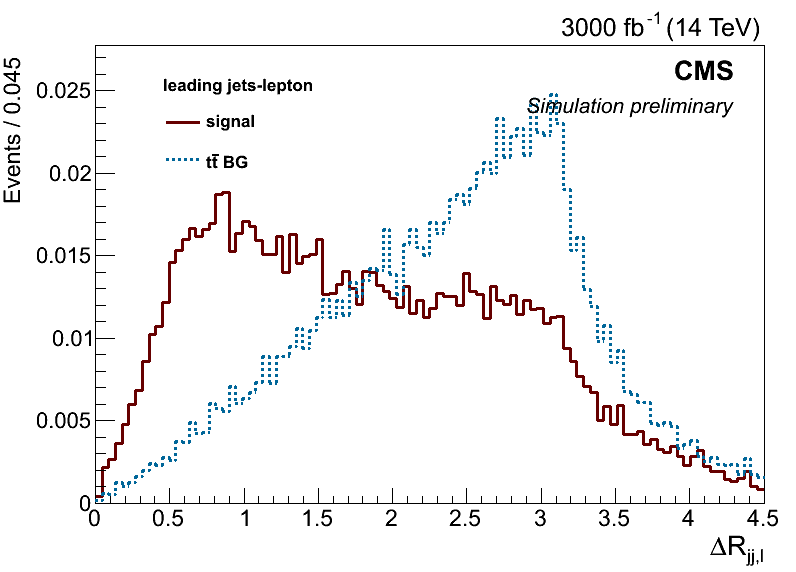 3000 fb⁻¹ (14 TeV)
CMS
Simulation preliminary
leading jets-lepton
signal
tt̄ BG
Events / 0.045
0.025
0.02
0.015
0.01
0.005
0
0 0.5 1 1.5 2 2.5 3 3.5 4 4.5
ΔR_jj,l